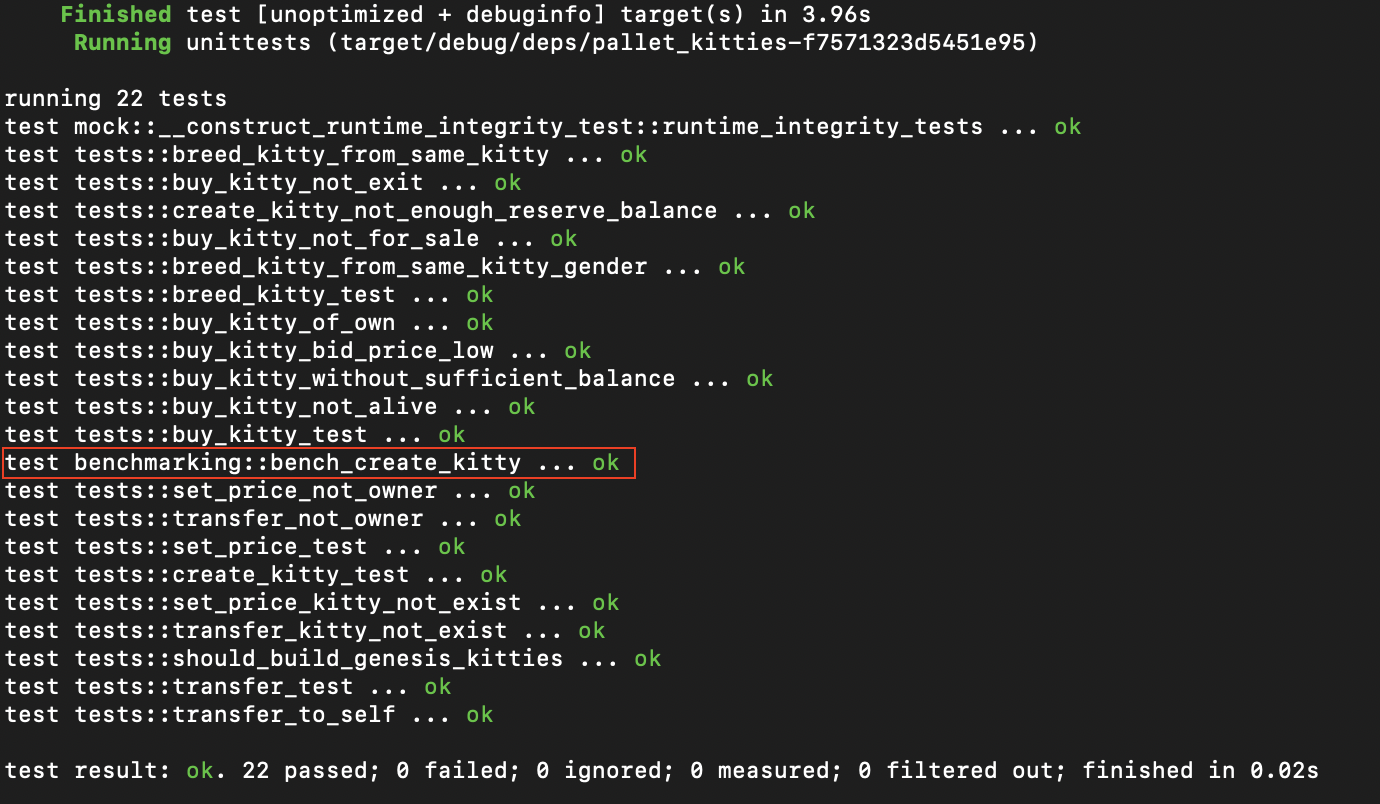 Finished test [unoptimized + debuginfo] target(s) in 3.96s
Running unittests (target/debug/deps/pallet_kitties-f7571323d5451e95)
running 22 tests
test mock::__construct_runtime_integrity_test::runtime_integrity_tests ... ok
test tests::breed_kitty_from_same_kitty ... ok
test tests::buy_kitty_not_exit ... ok
test tests::create_kitty_not_enough_reserve_balance ... ok
test tests::buy_kitty_not_for_sale ... ok
test tests::breed_kitty_from_same_kitty_gender ... ok
test tests::breed_kitty_test ... ok
test tests::buy_kitty_of_own ... ok
test tests::buy_kitty_bid_price_low ... ok
test tests::buy_kitty_without_sufficient_balance ... ok
test tests::buy_kitty_not_alive ... ok
test tests::buy_kitty_test ... ok
test benchmarking::bench_create_kitty ... ok
test tests::set_price_not_owner ... ok
test tests::transfer_not_owner ... ok
test tests::set_price_test ... ok
test tests::create_kitty_test ... ok
test tests::set_price_kitty_not_exist ... ok
test tests::transfer_kitty_not_exist ... ok
test tests::should_build_genesis_kitties ... ok
test tests::transfer_test ... ok
test tests::transfer_to_self ... ok
test result: ok. 22 passed; 0 failed; 0 ignored; 0 measured; 0 filtered out; finished in 0.02s